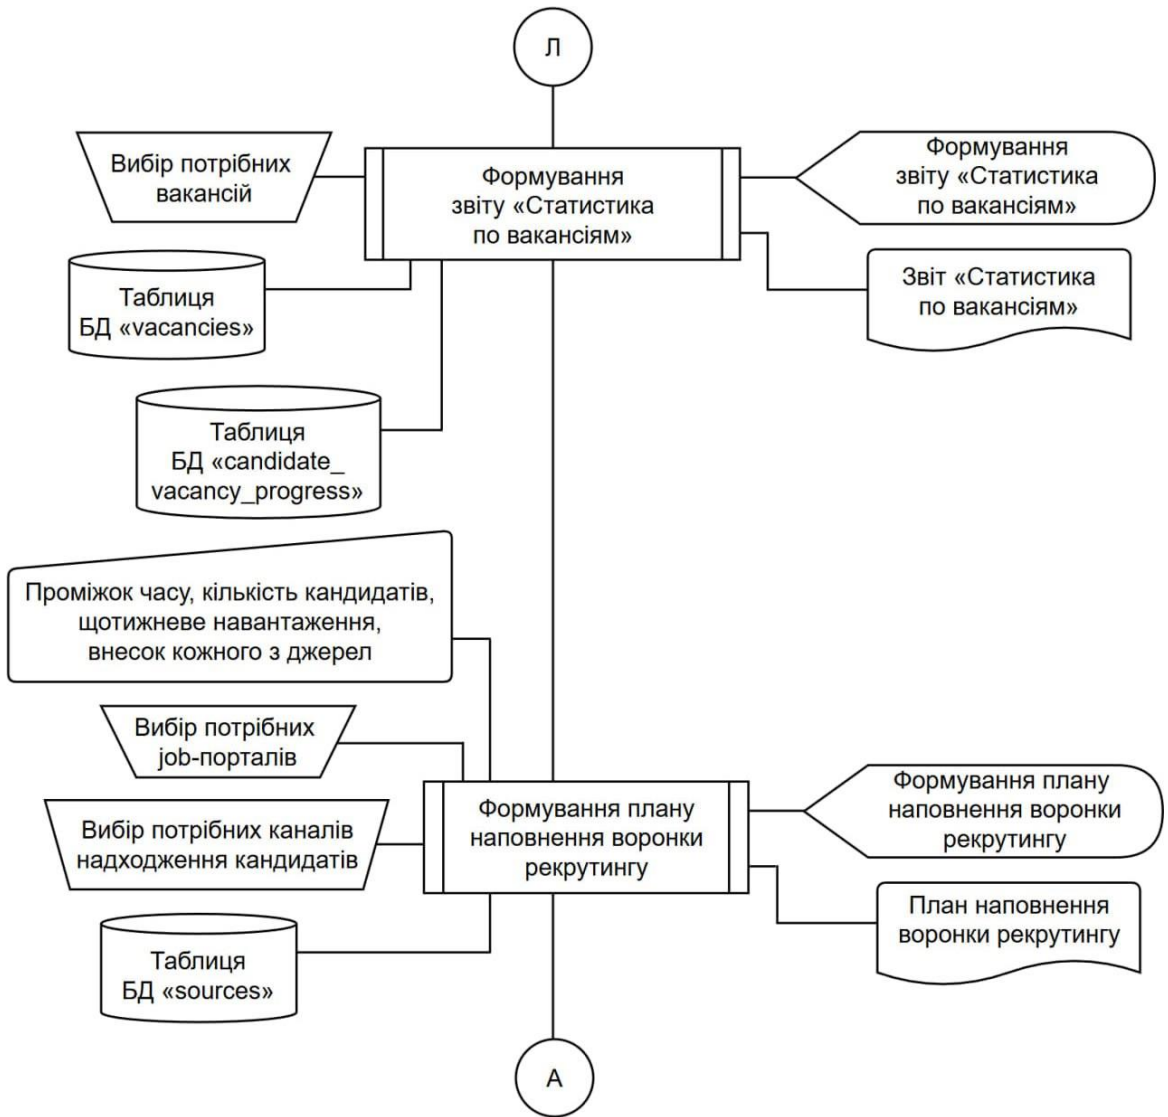 Л
Вибір потрібних
вакансій
Формування
звіту «Статистика
по вакансіям»
Формування
звіту «Статистика
по вакансіям»
Таблиця
БД «vacancies»
Звіт «Статистика
по вакансіям»
Таблиця
БД «candidate_
vacancy_progress»
Проміжок часу, кількість кандидатів,
щотижневе навантаження,
внесок кожного з джерел
Вибір потрібних
job-порталів
Вибір потрібних каналів
надходження кандидатів
Формування плану
наповнення воронки
рекрутингу
Формування плану
наповнення воронки
рекрутингу
План наповнення
воронки рекрутингу
Таблиця
БД «sources»
А